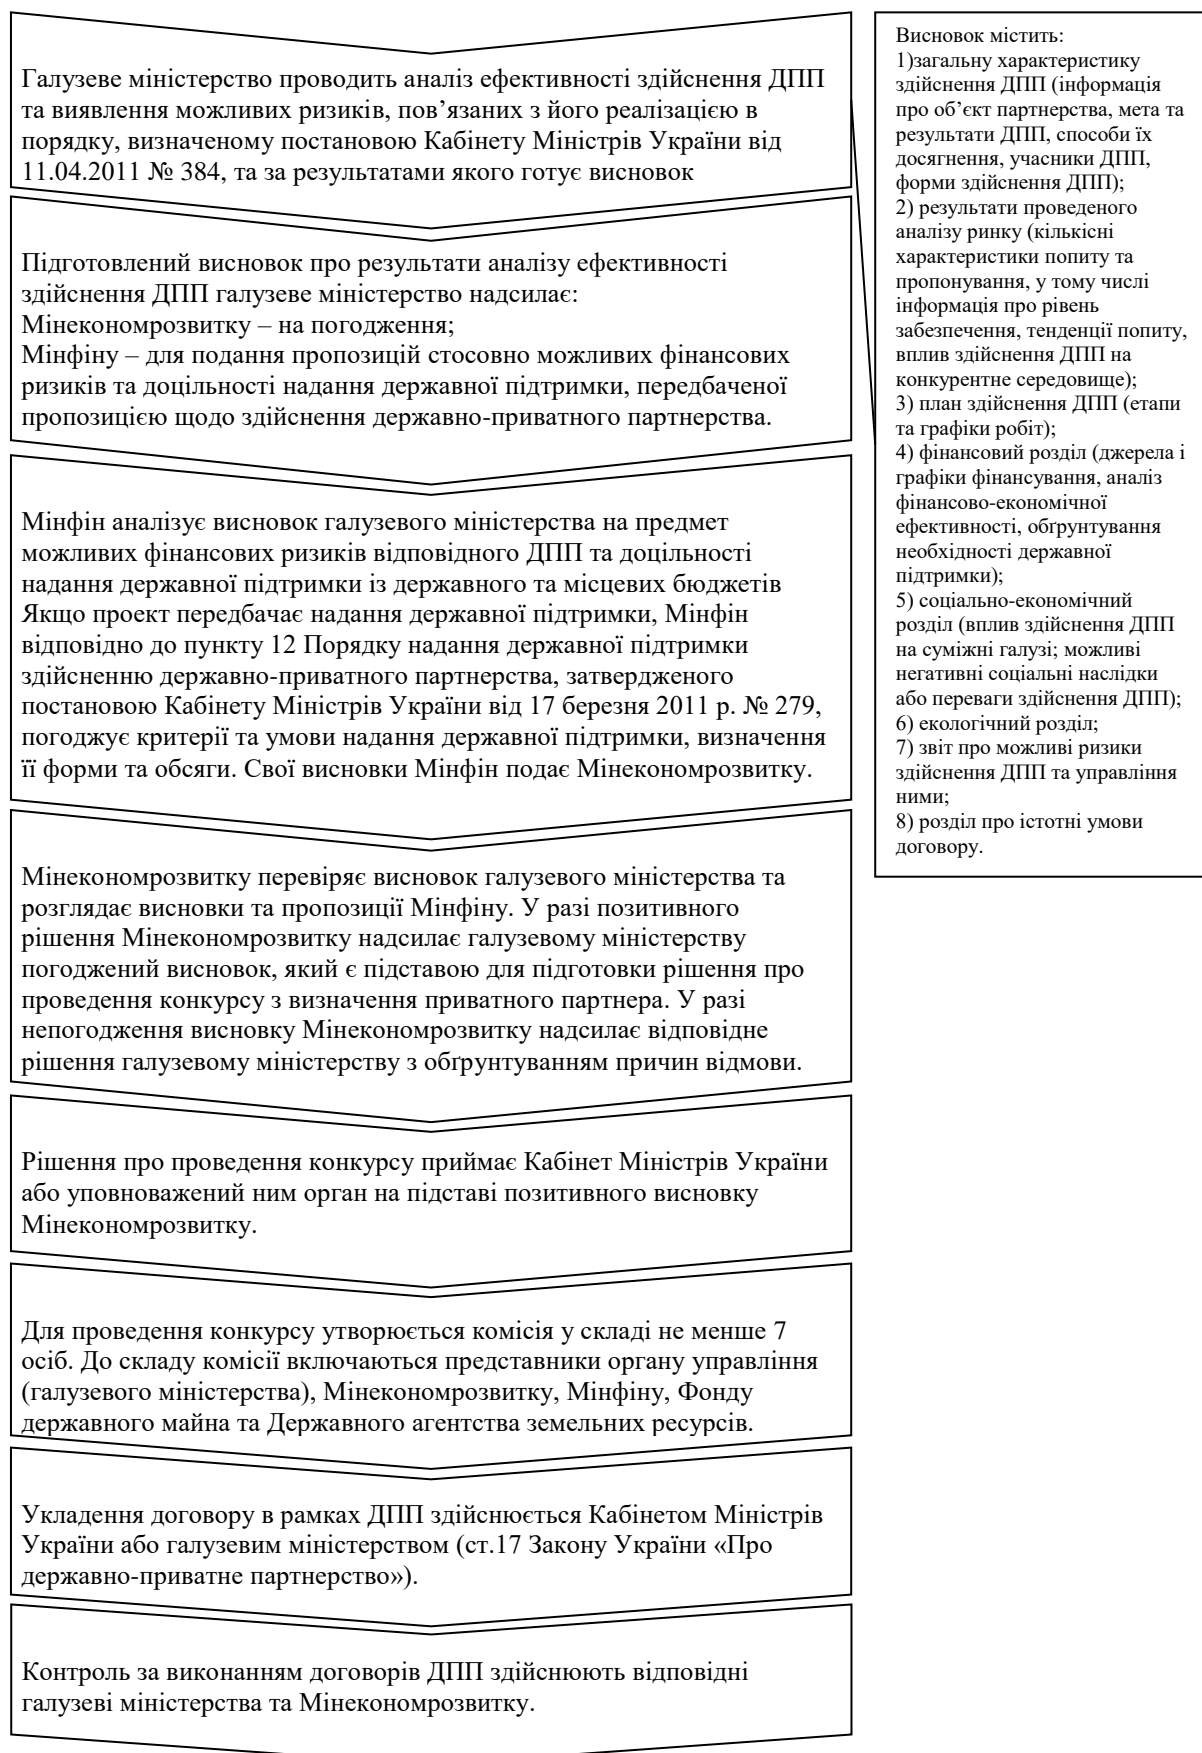 Галузеве міністерство проводить аналіз ефективності здійснення ДПП
та виявлення можливих ризиків, пов’язаних з його реалізацією в
порядку, визначеному постановою Кабінету Міністрів України від
11.04.2011 № 384, та за результатами якого готує висновок
Підготовлений висновок про результати аналізу ефективності
здійснення ДПП галузеве міністерство надсилає:
Мінекономрозвитку – на погодження;
Мінфіну – для подання пропозицій стосовно можливих фінансових
ризиків та доцільності надання державної підтримки, передбаченої
пропозицією щодо здійснення державно-приватного партнерства.
Мінфін аналізує висновок галузевого міністерства на предмет
можливих фінансових ризиків відповідного ДПП та доцільності
надання державної підтримки із державного та місцевих бюджетів
Якщо проект передбачає надання державної підтримки, Мінфін
відповідно до пункту 12 Порядку надання державної підтримки
здійсненню державно-приватного партнерства, затвердженого
постановою Кабінету Міністрів України від 17 березня 2011 р. № 279,
погоджує критерії та умови надання державної підтримки, визначення
її форми та обсяги. Свої висновки Мінфін подає Мінекономрозвитку.
Мінекономрозвитку перевіряє висновок галузевого міністерства та
розглядає висновки та пропозиції Мінфіну. У разі позитивного
рішення Мінекономрозвитку надсилає галузевому міністерству
погоджений висновок, який є підставою для підготовки рішення про
проведення конкурсу з визначення приватного партнера. У разі
непогодження висновку Мінекономрозвитку надсилає відповідне
рішення галузевому міністерству з обґрунтуванням причин відмови.
Рішення про проведення конкурсу приймає Кабінет Міністрів України
або уповноважений ним орган на підставі позитивного висновку
Мінекономрозвитку.
Для проведення конкурсу утворюється комісія у складі не менше 7
осіб. До складу комісії включаються представники органу управління
(галузевого міністерства), Мінекономрозвитку, Мінфіну, Фонду
державного майна та Державного агентства земельних ресурсів.
Укладення договору в рамках ДПП здійснюється Кабінетом Міністрів
України або галузевим міністерством (ст.17 Закону України «Про
державно-приватне партнерство»).
Контроль за виконанням договорів ДПП здійснюють відповідні
галузеві міністерства та Мінекономрозвитку.
Висновок містить:
1)загальну характеристику
здійснення ДПП (інформація
про об’єкт партнерства, мета та
результати ДПП, способи їх
досягнення, учасники ДПП,
форми здійснення ДПП);
2) результати проведеного
аналізу ринку (кількісні
характеристики попиту та
пропонування, у тому числі
інформація про рівень
забезпечення, тенденції попиту,
вплив здійснення ДПП на
конкурентне середовище);
3) план здійснення ДПП (етапи
та графіки робіт);
4) фінансовий розділ (джерела і
графіки фінансування, аналіз
фінансово-економічної
ефективності, обґрунтування
необхідності державної
підтримки);
5) соціально-економічний
розділ (вплив здійснення ДПП
на суміжні галузі; можливі
негативні соціальні наслідки
або переваги здійснення ДПП);
6) екологічний розділ;
7) звіт про можливі ризики
здійснення ДПП та управління
ними;
8) розділ про істотні умови
договору.